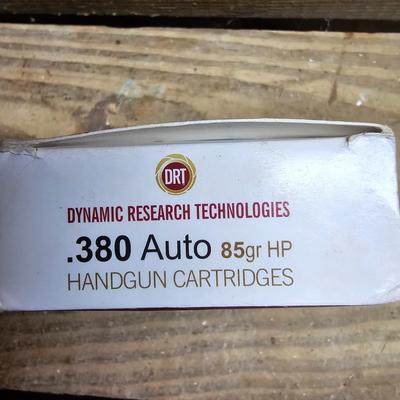 DRT
DYNAMIC RESEARCH TECHNOLOGIES
.380 Auto 85gr HP
HANDGUN CARTRIDGES